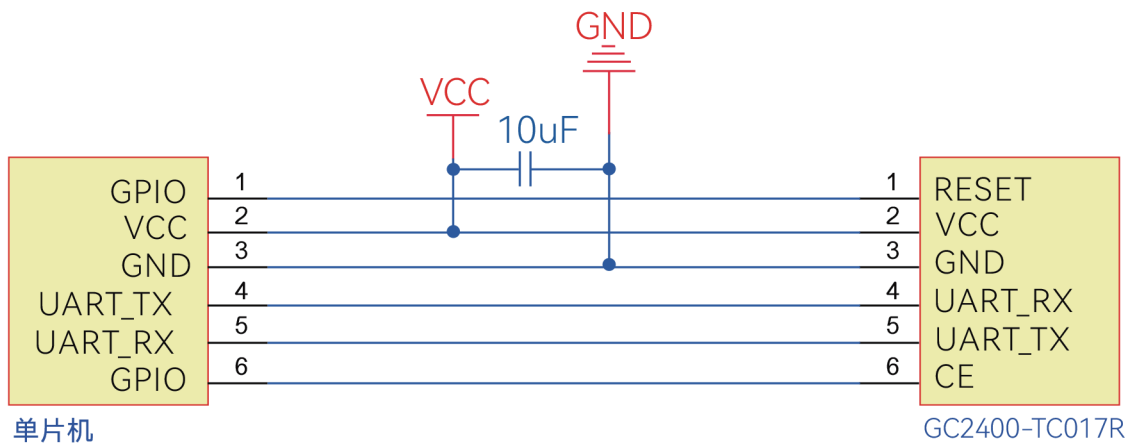 GND
VCC
10uF
GPIO 1 1 RESET
VCC 2 2 VCC
GND 3 3 GND
UART_TX 4 4 UART_RX
UART_RX 5 5 UART_TX
GPIO 6 6 CE
单片机 GC2400-TC017R